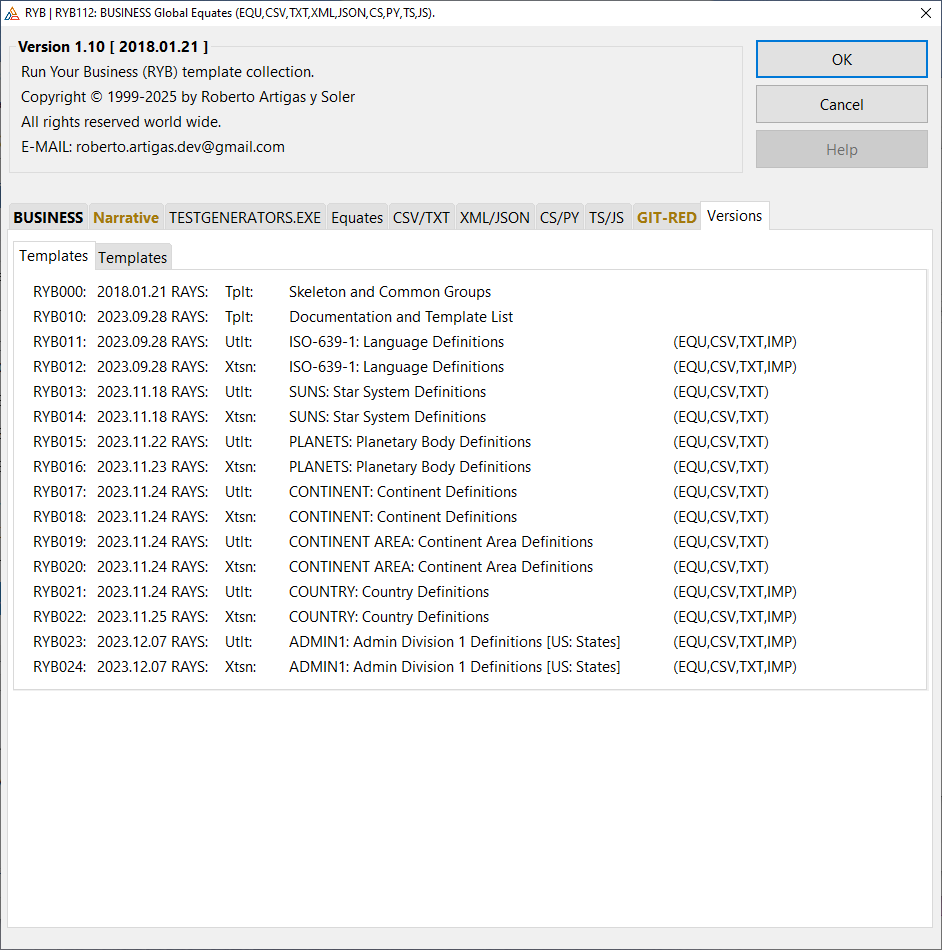 RYB | RYB112: BUSINESS Global Equates (EQU,CSV,TXT,XML,JSON,CS,PY,TS,JS).
Version 1.10 [ 2018.01.21 ]
Run Your Business (RYB) template collection.
Copyright © 1999-2025 by Roberto Artigas y Soler
All rights reserved world wide.
E-MAIL: roberto.artigas.dev@gmail.com
OK
Cancel
Help
BUSINESS Narrative TESTGENERATORS.EXE Equates CSV/TXT XML/JSON CS/PY TS/JS GIT-RED Versions
Templates Templates
RYB000: 2018.01.21 RAYS: Tplt: Skeleton and Common Groups
RYB010: 2023.09.28 RAYS: Tplt: Documentation and Template List
RYB011: 2023.09.28 RAYS: Utlt: ISO-639-1: Language Definitions (EQU,CSV,TXT,IMP)
RYB012: 2023.09.28 RAYS: Xtsn: ISO-639-1: Language Definitions (EQU,CSV,TXT,IMP)
RYB013: 2023.11.18 RAYS: Utlt: SUNS: Star System Definitions (EQU,CSV,TXT)
RYB014: 2023.11.18 RAYS: Xtsn: SUNS: Star System Definitions (EQU,CSV,TXT)
RYB015: 2023.11.22 RAYS: Utlt: PLANETS: Planetary Body Definitions (EQU,CSV,TXT)
RYB016: 2023.11.23 RAYS: Xtsn: PLANETS: Planetary Body Definitions (EQU,CSV,TXT)
RYB017: 2023.11.24 RAYS: Utlt: CONTINENT: Continent Definitions (EQU,CSV,TXT)
RYB018: 2023.11.24 RAYS: Xtsn: CONTINENT: Continent Definitions (EQU,CSV,TXT)
RYB019: 2023.11.24 RAYS: Utlt: CONTINENT AREA: Continent Area Definitions (EQU,CSV,TXT)
RYB020: 2023.11.24 RAYS: Xtsn: CONTINENT AREA: Continent Area Definitions (EQU,CSV,TXT)
RYB021: 2023.11.24 RAYS: Utlt: COUNTRY: Country Definitions (EQU,CSV,TXT,IMP)
RYB022: 2023.11.25 RAYS: Xtsn: COUNTRY: Country Definitions (EQU,CSV,TXT,IMP)
RYB023: 2023.12.07 RAYS: Utlt: ADMIN1: Admin Division 1 Definitions [US: States] (EQU,CSV,TXT,IMP)
RYB024: 2023.12.07 RAYS: Xtsn: ADMIN1: Admin Division 1 Definitions [US: States] (EQU,CSV,TXT,IMP)